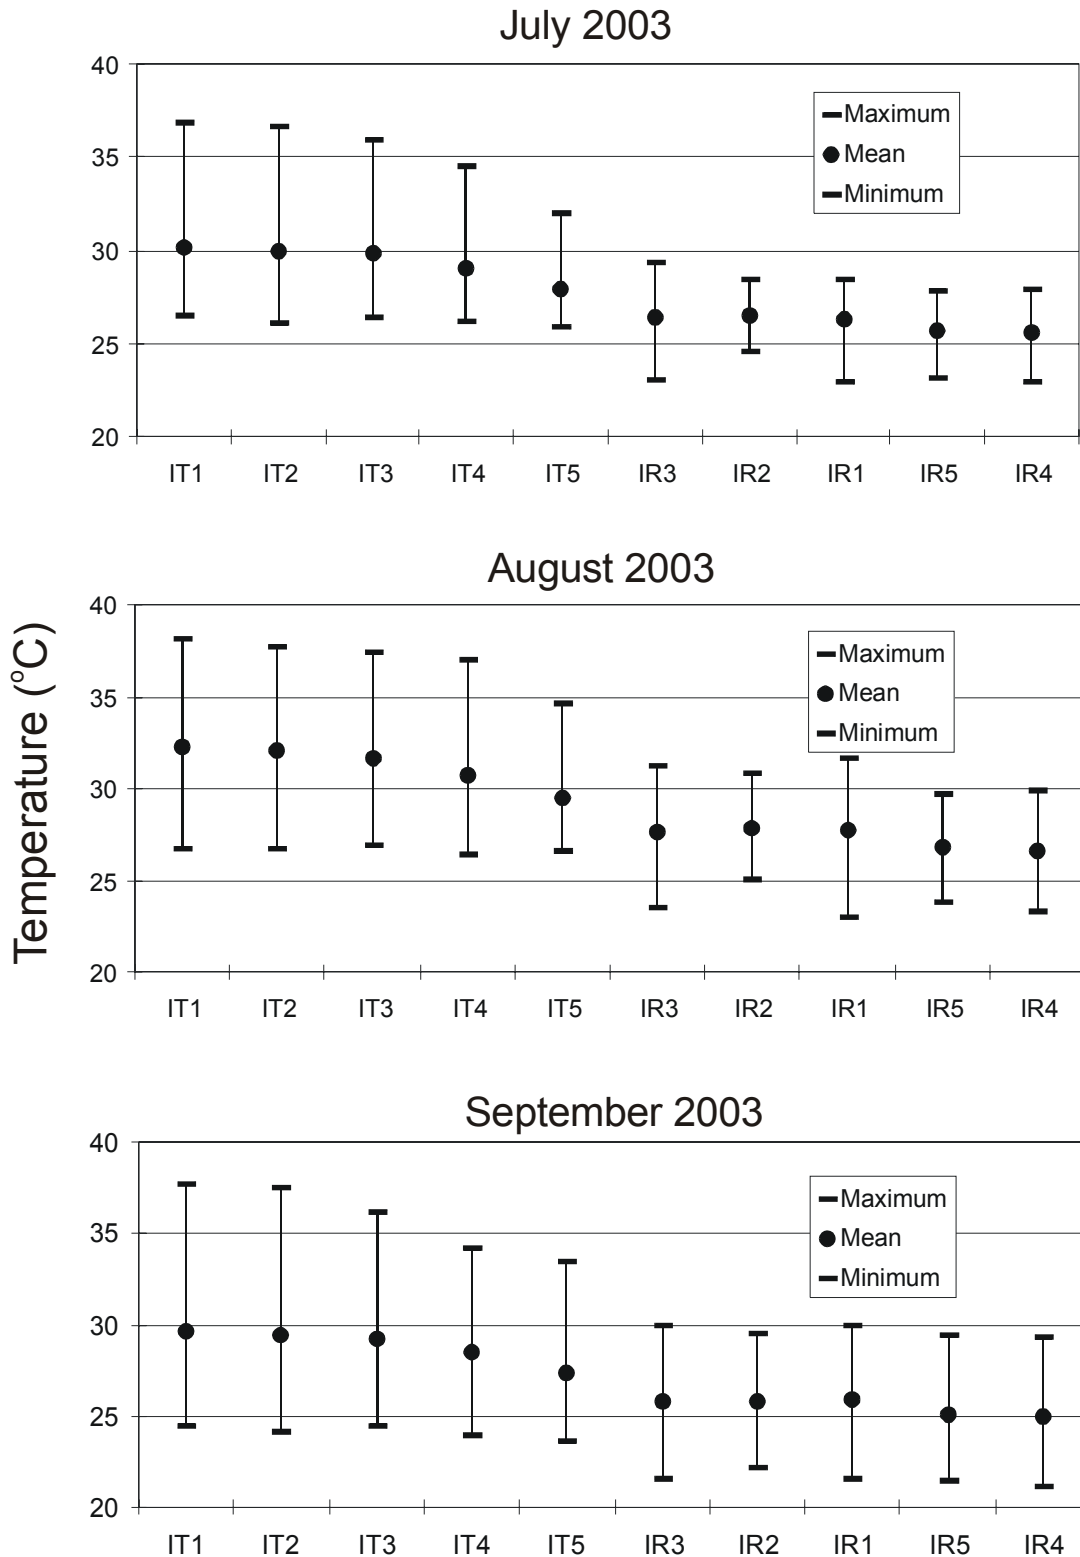 July 2003
40
35
30
25
20
Maximum
Mean
Minimum
IT1 IT2 IT3 IT4 IT5 IR3 IR2 IR1 IR5 IR4
Temperature (°C)
August 2003
40
35
30
25
20
Maximum
Mean
Minimum
IT1 IT2 IT3 IT4 IT5 IR3 IR2 IR1 IR5 IR4
September 2003
40
35
30
25
20
Maximum
Mean
Minimum
IT1 IT2 IT3 IT4 IT5 IR3 IR2 IR1 IR5 IR4